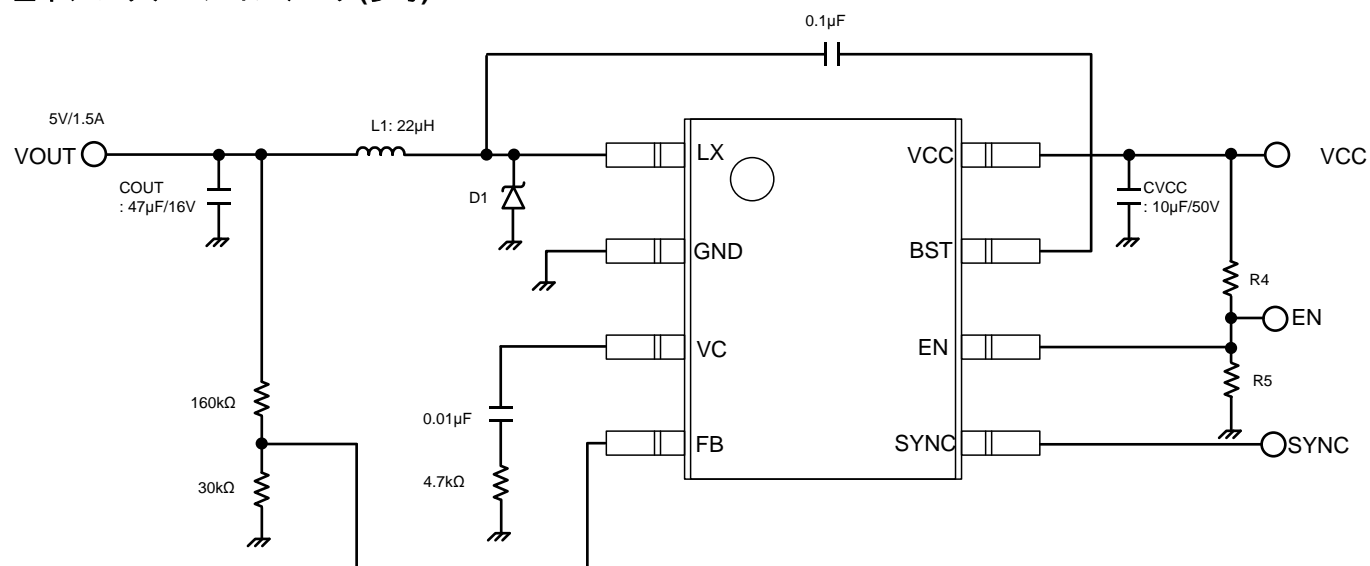 0.1µF
5V/1.5A
L1: 22µH
VOUT
LX
VCC
VCC
COUT
: 47µF/16V
D1
CVCC
: 10µF/50V
GND
BST
R4
EN
VC
EN
R5
160kΩ
0.01µF
FB
SYNC
SYNC
30kΩ
4.7kΩ